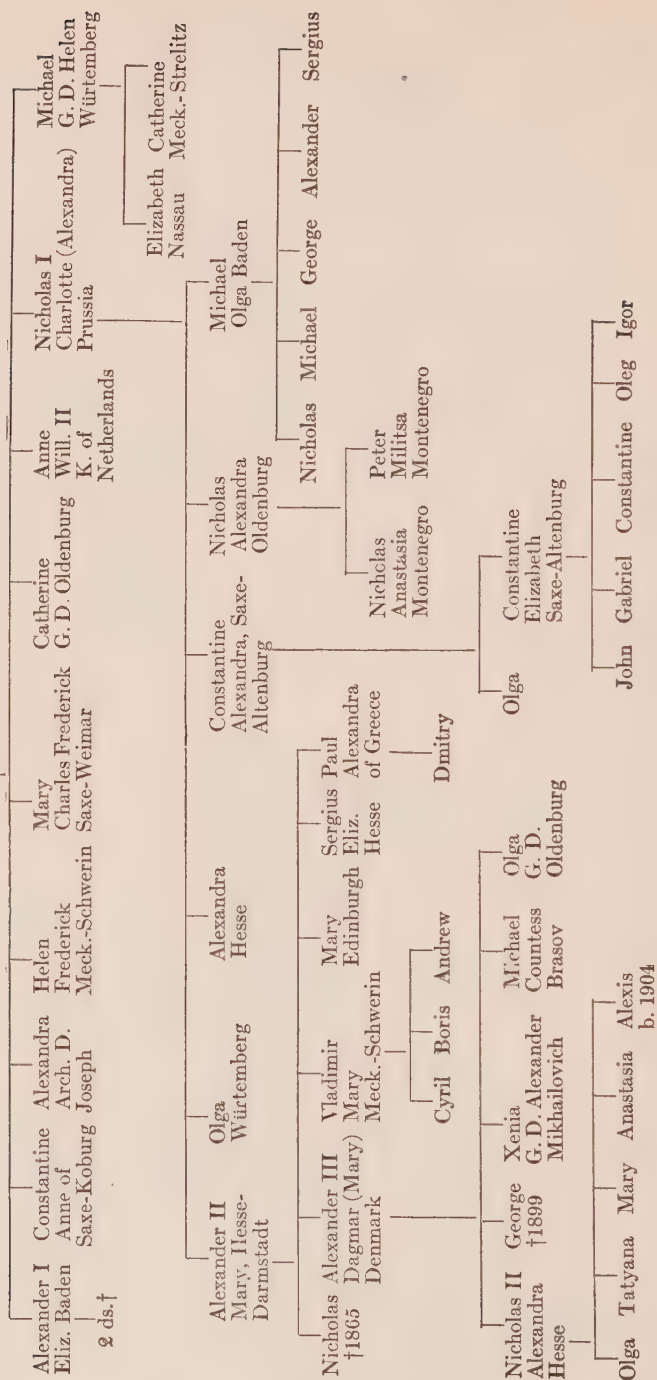 Alexander I
Eliz. Baden
2 ds.†
Constantine
Anne of
Saxe-Koburg
Alexandra
Arch. D.
Joseph
Helen
Frederick
Meck.-Schwerin
Mary
Charles Frederick
Saxe-Weimar
Catherine
G. D. Oldenburg
Anne
Will. II
K. of
Netherlands
Nicholas I
Charlotte (Alexandra)
Prussia
Michael
G. D. Helen
Würtemberg
Elizabeth
Nassau
Catherine
Meck.-Strelitz
Alexander II
Mary, Hesse-
Darmstadt
Olga
Würtemberg
Alexandra
Hesse
Constantine
Alexandra, Saxe-
Altenburg
Nicholas
Alexandra
Oldenburg
Michael
Olga Baden
Nicholas
Michael
George
Alexander
Sergius
Nicholas
Anastasia
Montenegro
Peter
Militsa
Montenegro
Olga
Constantine
Elizabeth
Saxe-Altenburg
John
Gabriel
Constantine
Oleg
Igor
Nicholas
†1865
Alexander III
Dagmar (Mary)
Denmark
Vladimir
Mary
Meck.-Schwerin
Mary
Edinburgh
Sergius
Eliz.
Hesse
Paul
Alexandra
of Greece
Cyril
Boris
Andrew
Dmitry
Nicholas II
Alexandra
Hesse
George
†1899
Xenia
G. D. Alexander
Mikhailovich
Michael
Countess
Brasov
Olga
G. D.
Oldenburg
Olga
Tatyana
Mary
Anastasia
Alexis
b. 1904